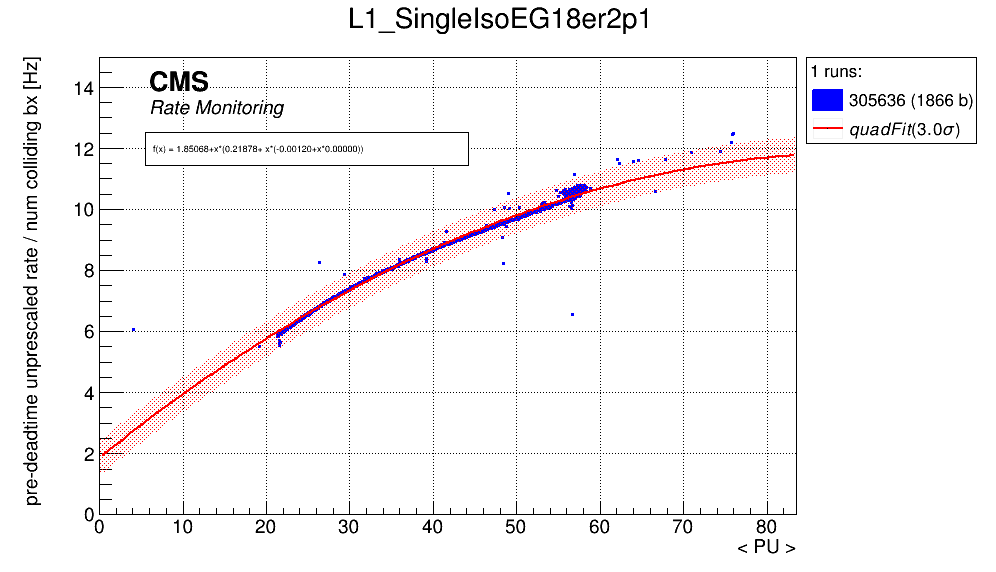 L1_SingleIsoEG18er2p1
pre-deadtime unprescaled rate / num colliding bx [Hz]
CMS
Rate Monitoring
f(x) = 1.85068+x*(0.21878+ x*(-0.00120+x*0.00000))
1 runs:
305636 (1866 b)
quadFit(3.0σ)
14
12
10
8
6
4
2
0
0 10 20 30 40 50 60 70 80
< PU >